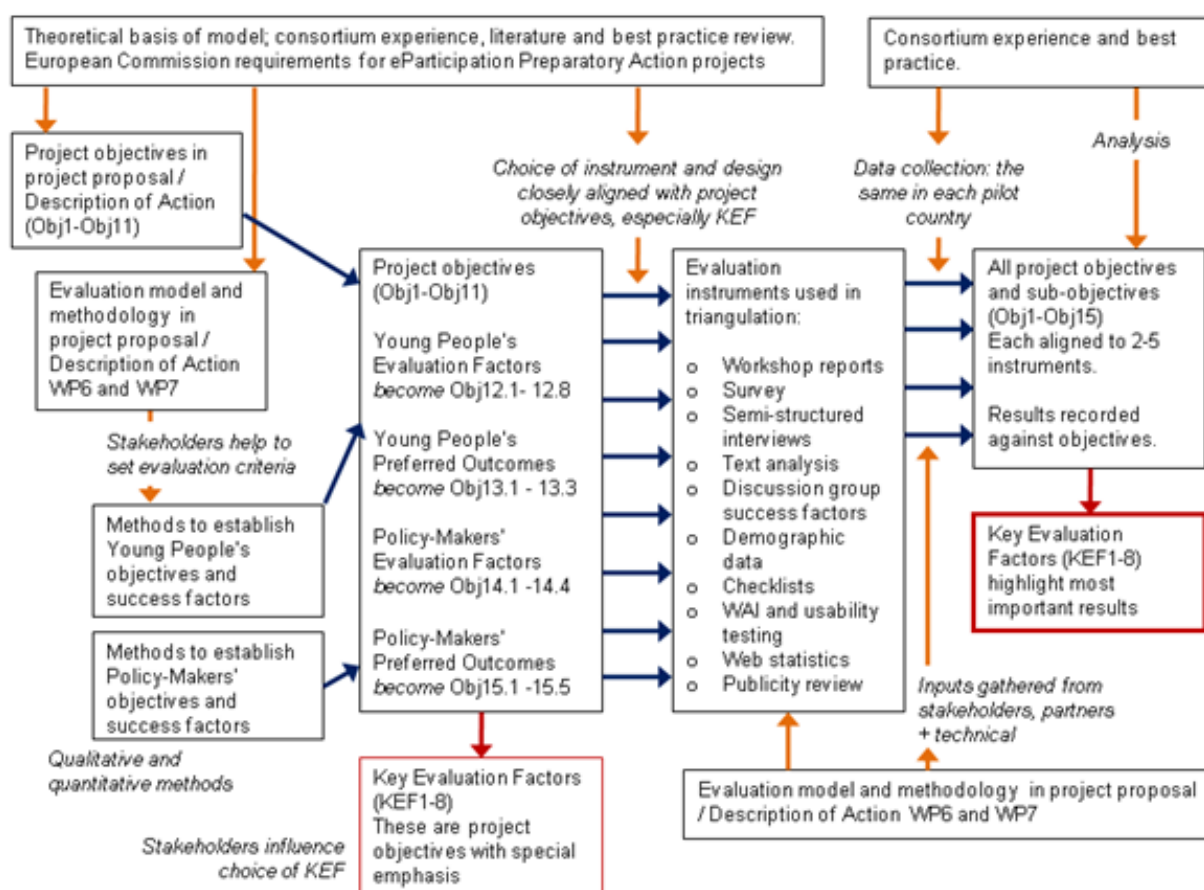 Theoretical basis of model; consortium experience, literature and best practice review.
European Commission requirements for eParticipation Preparatory Action projects
Consortium experience and best
practice.
Project objectives in
project proposal /
Description of Action
(Obj1-Obj11)
Choice of instrument and design
closely aligned with project
objectives, especially KEF
Data collection: the
same in each pilot
country
Analysis
Evaluation model and
methodology in
project proposal /
Description of Action
WP6 and WP7
Stakeholders help to
set evaluation criteria
Methods to establish
Young People's
objectives and
success factors
Methods to establish
Policy-Makers'
objectives and
success factors
Qualitative and
quantitative methods
Project objectives
(Obj1-Obj11)
Young People's
Evaluation Factors
become Obj12.1- 12.8
Young People's
Preferred Outcomes
become Obj13.1 - 13.3
Policy-Makers'
Evaluation Factors
become Obj14.1 -14.4
Policy-Makers'
Preferred Outcomes
become Obj15.1 -15.5
Evaluation
instruments used in
triangulation:
o Workshop reports
o Survey
o Semi-structured
interviews
o Text analysis
o Discussion group
success factors
o Demographic
data
o Checklists
o WAI and usability
testing
o Web statistics
o Publicity review
All project objectives
and sub-objectives
(Obj1-Obj15)
Each aligned to 2-5
instruments.
Results recorded
against objectives.
Key Evaluation
Factors (KEF1-8)
highlight most
important results
Inputs gathered from
stakeholders, partners
+ technical
Evaluation model and methodology in project proposal
/ Description of Action WP6 and WP7
Key Evaluation Factors
(KEF1-8)
These are project
objectives with special
emphasis
Stakeholders influence
choice of KEF